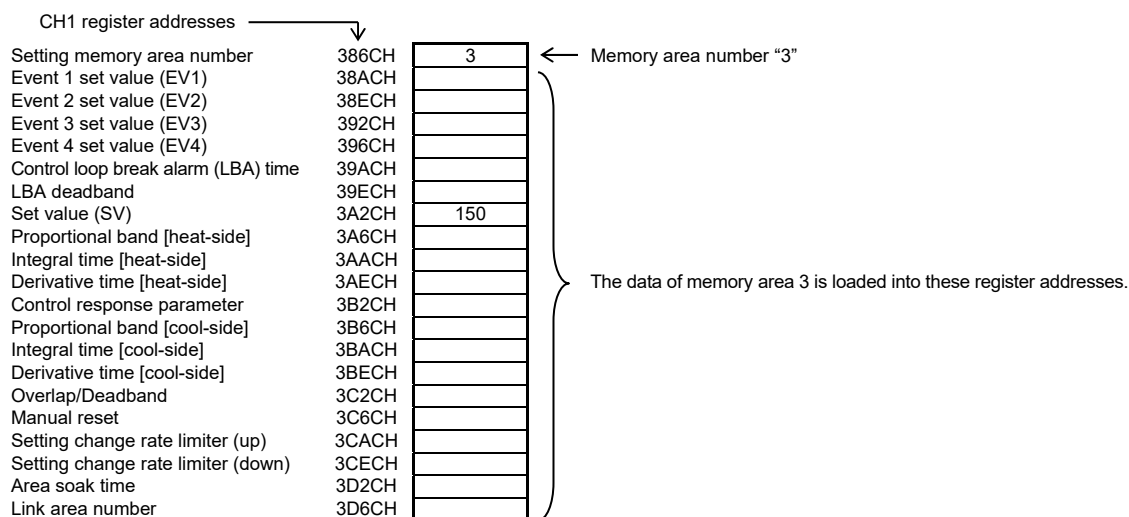 CH1 register addresses
Setting memory area number 386CH 3 Memory area number “3”
Event 1 set value (EV1) 38ACH
Event 2 set value (EV2) 38ECH
Event 3 set value (EV3) 392CH
Event 4 set value (EV4) 396CH
Control loop break alarm (LBA) time 39ACH
LBA deadband 39ECH
Set value (SV) 3A2CH 150
Proportional band [heat-side] 3A6CH
Integral time [heat-side] 3AACH
Derivative time [heat-side] 3AECH The data of memory area 3 is loaded into these register addresses.
Control response parameter 3B2CH
Proportional band [cool-side] 3B6CH
Integral time [cool-side] 3BACH
Derivative time [cool-side] 3BECH
Overlap/Deadband 3C2CH
Manual reset 3C6CH
Setting change rate limiter (up) 3CACH
Setting change rate limiter (down) 3CECH
Area soak time 3D2CH
Link area number 3D6CH